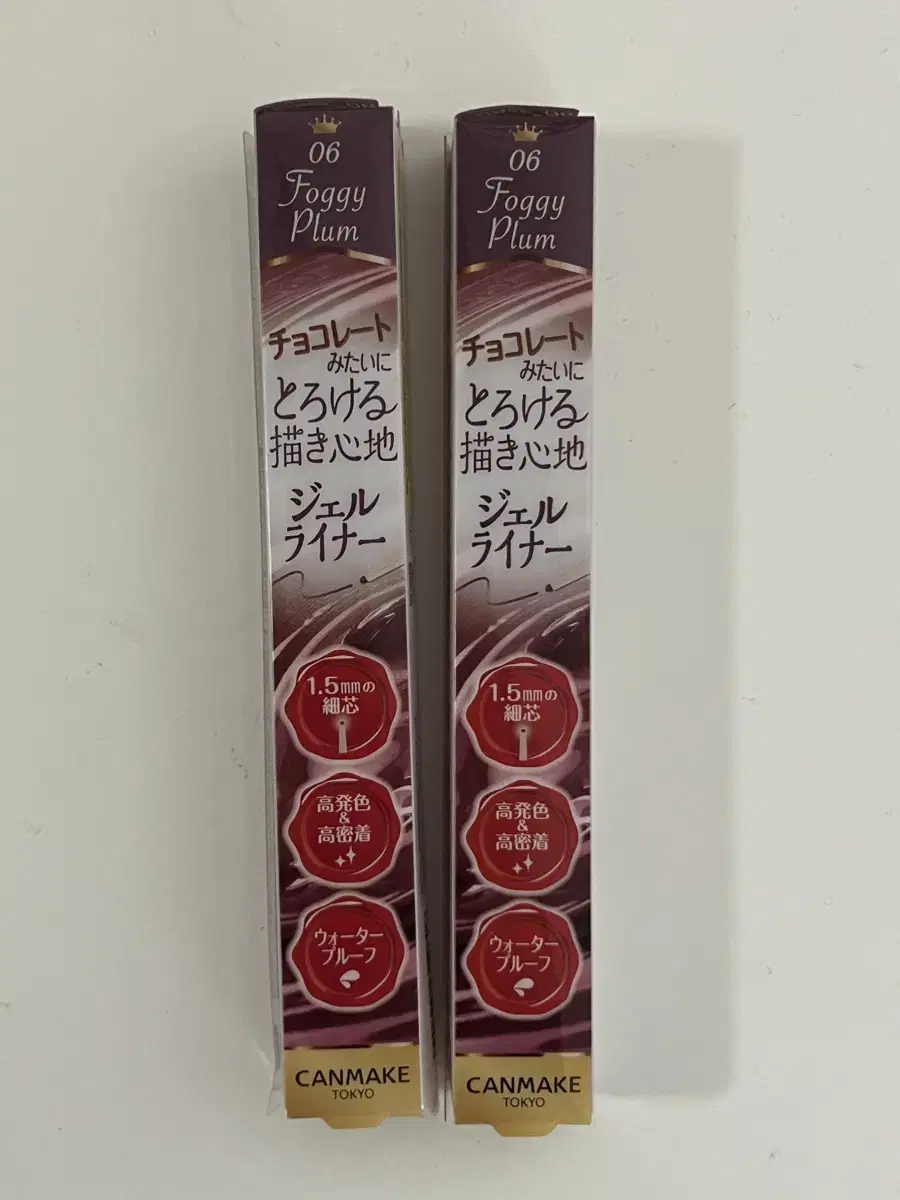 06
Foggy
Plum
チョコレート
みたいに
とろける
描き心地
ジェル
ライナー
1.5mmの
細芯
高発色
&
高密着
ウォーター
プルーフ
CANMAKE
TOKYO
06
Foggy
Plum
チョコレート
みたいに
とろける
描き心地
ジェル
ライナー
1.5mmの
細芯
高発色
&
高密着
ウォーター
プルーフ
CANMAKE
TOKYO